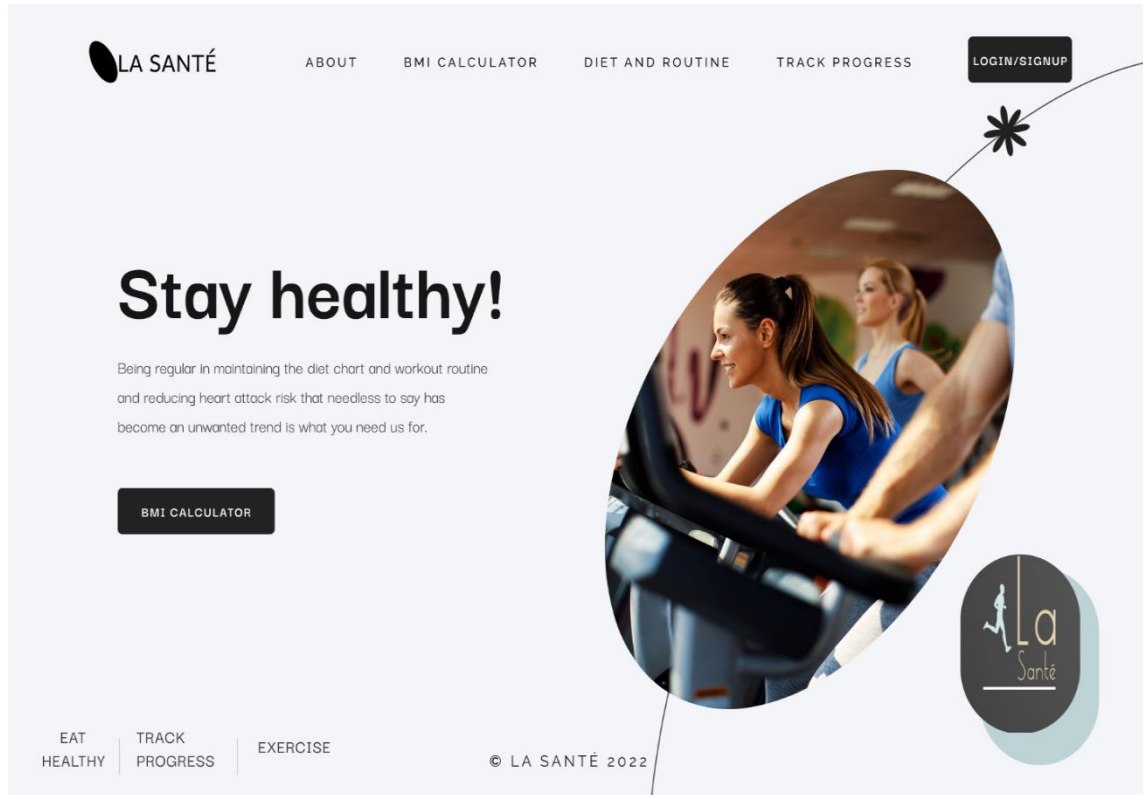 LA SANTÉ
ABOUT
BMI CALCULATOR
DIET AND ROUTINE
TRACK PROGRESS
LOGIN/SIGNUP
Stay healthy!
Being regular in maintaining the diet chart and workout routine
and reducing heart attack risk that needless to say has
become an unwanted trend is what you need us for.
BMI CALCULATOR
La
Santé
EAT
HEALTHY
TRACK
PROGRESS
EXERCISE
© LA SANTÉ 2022